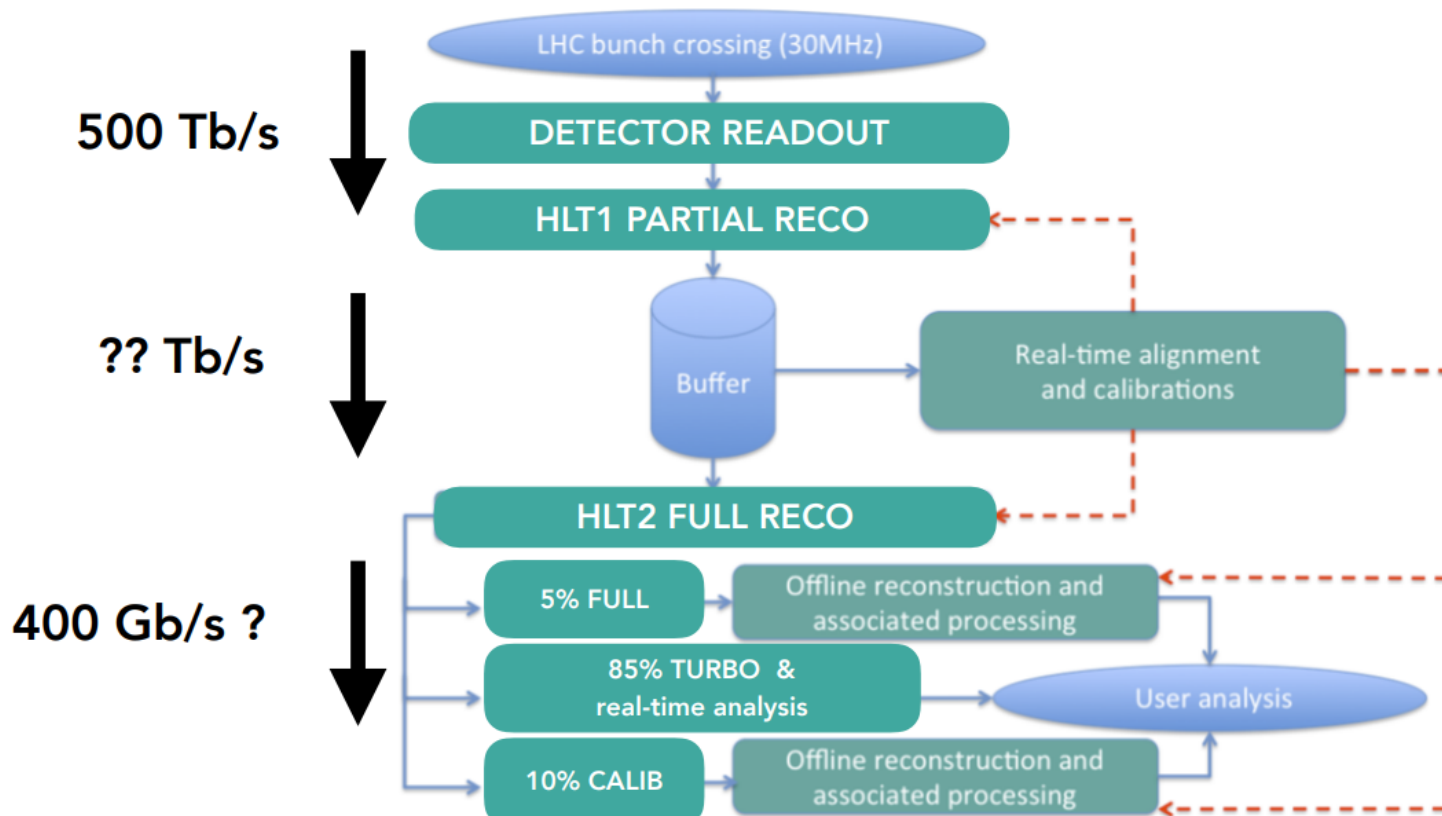 LHC bunch crossing (30MHz)
500 Tb/s
DETECTOR READOUT
HLT1 PARTIAL RECO
?? Tb/s
Buffer
Real-time alignment
and calibrations
HLT2 FULL RECO
400 Gb/s ?
5% FULL
Offline reconstruction and
associated processing
85% TURBO &
real-time analysis
User analysis
10% CALIB
Offline reconstruction and
associated processing